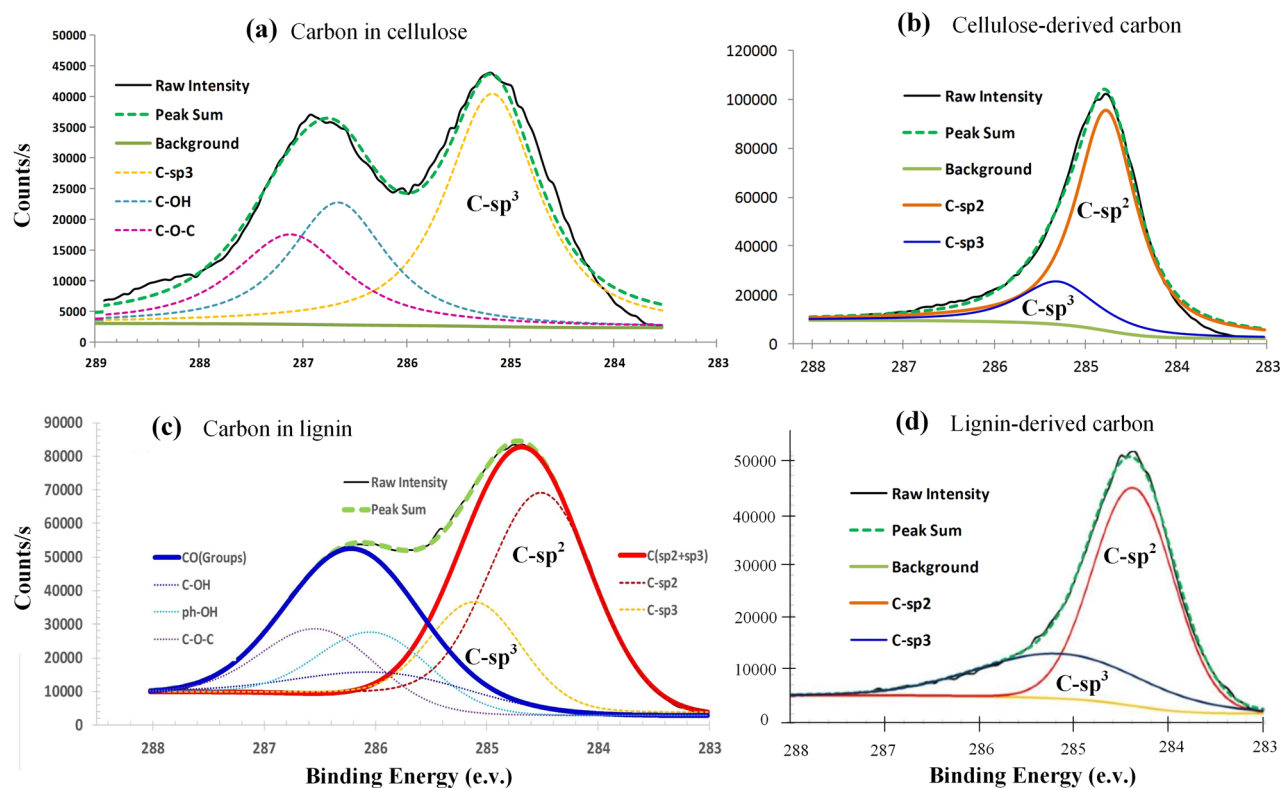 (a) Carbon in cellulose
Counts/s
50000
45000
40000
35000
30000
25000
20000
15000
10000
5000
0
Raw Intensity
Peak Sum
Background
C-sp3
C-OH
C-O-C
C-sp³
289 288 287 286 285 284 283
(b) Cellulose-derived carbon
120000
100000
80000
60000
40000
20000
0
Raw Intensity
Peak Sum
Background
C-sp2
C-sp3
C-sp²
C-sp³
288 287 286 285 284 283
(c) Carbon in lignin
Counts/s
90000
80000
70000
60000
50000
40000
30000
20000
10000
0
Raw Intensity
Peak Sum
CO(Groups)
C-OH
ph-OH
C-O-C
C(sp2+sp3)
C-sp2
C-sp3
C-sp²
C-sp³
288 287 286 285 284 283
Binding Energy (e.v.)
(d) Lignin-derived carbon
50000
40000
30000
20000
10000
0
Raw Intensity
Peak Sum
Background
C-sp2
C-sp3
C-sp²
C-sp³
288 287 286 285 284 283
Binding Energy (e.v.)